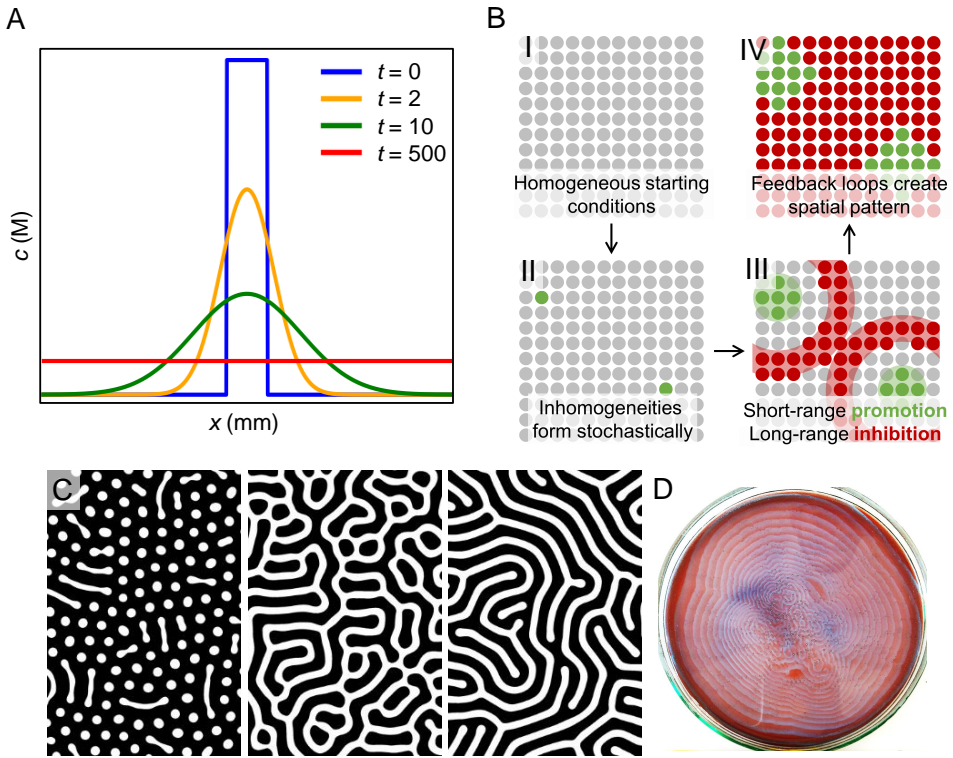 A
c (M)
t = 0
t = 2
t = 10
t = 500
x (mm)
B
I
Homogeneous starting
conditions
II
Inhomogeneities
form stochastically
III
Short-range promotion
Long-range inhibition
IV
Feedback loops create
spatial pattern
C
D